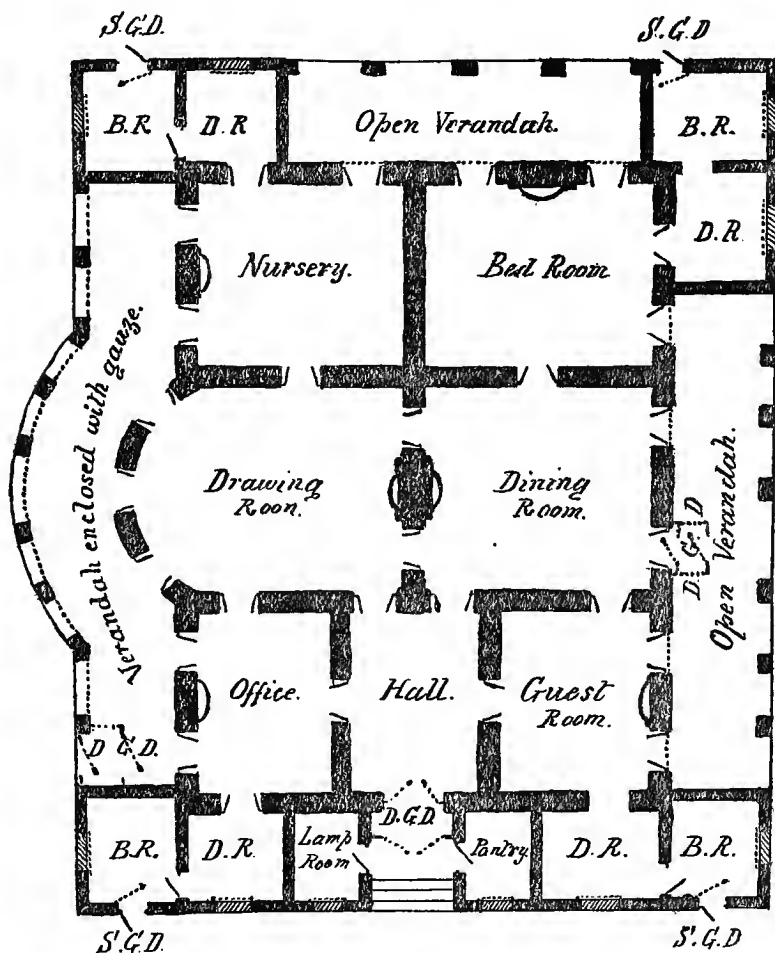 S.G.D.
S.G.D
B.R.
D.R
Open Verandah.
B.R.
D.R.
Nursery.
Bed Room
Verandah enclosed with gauze.
Drawing
Roon.
Dining
Room.
D. G. D
Open Verandah.
Office.
Hall.
Guest
Room.
D G D.
D.G.D.
B.R.
D.R.
Lamp
Room
Pantry.
D.R.
B.R.
S.G.D.
S.G.D